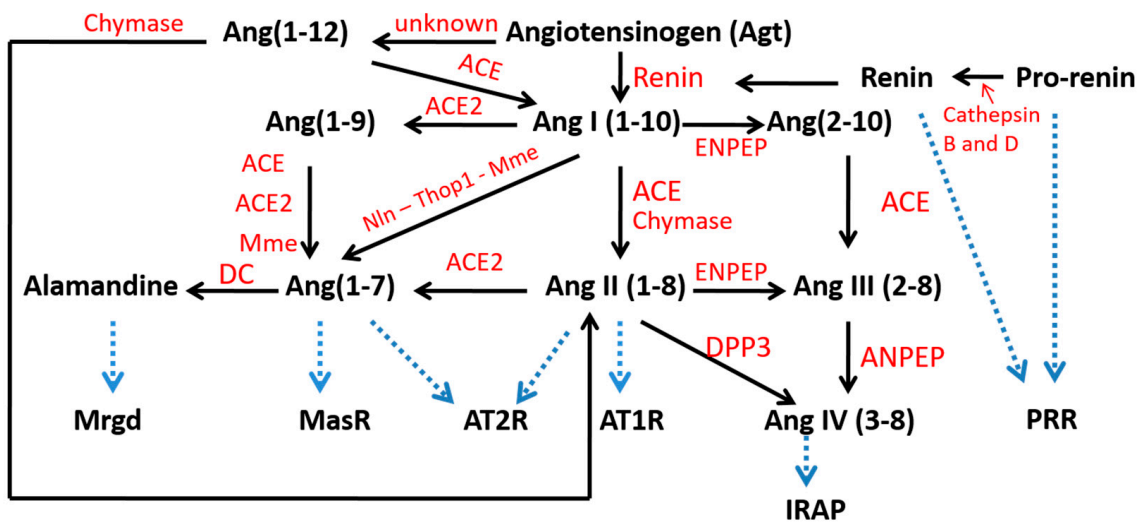 Chymase
Ang(1-12)
unknown
Angiotensinogen (Agt)
ACE
Renin
Renin
Pro-renin
Cathepsin
B and D
Ang(1-9)
ACE2
Ang I (1-10)
ENPEP
Ang(2-10)
ACE
ACE2
Mme
Nln – Thop1 - Mme
ACE
Chymase
ACE
Alamandine
DC
Ang(1-7)
ACE2
Ang II (1-8)
ENPEP
Ang III (2-8)
DPP3
ANPEP
Mrgd
MasR
AT2R
AT1R
Ang IV (3-8)
PRR
IRAP